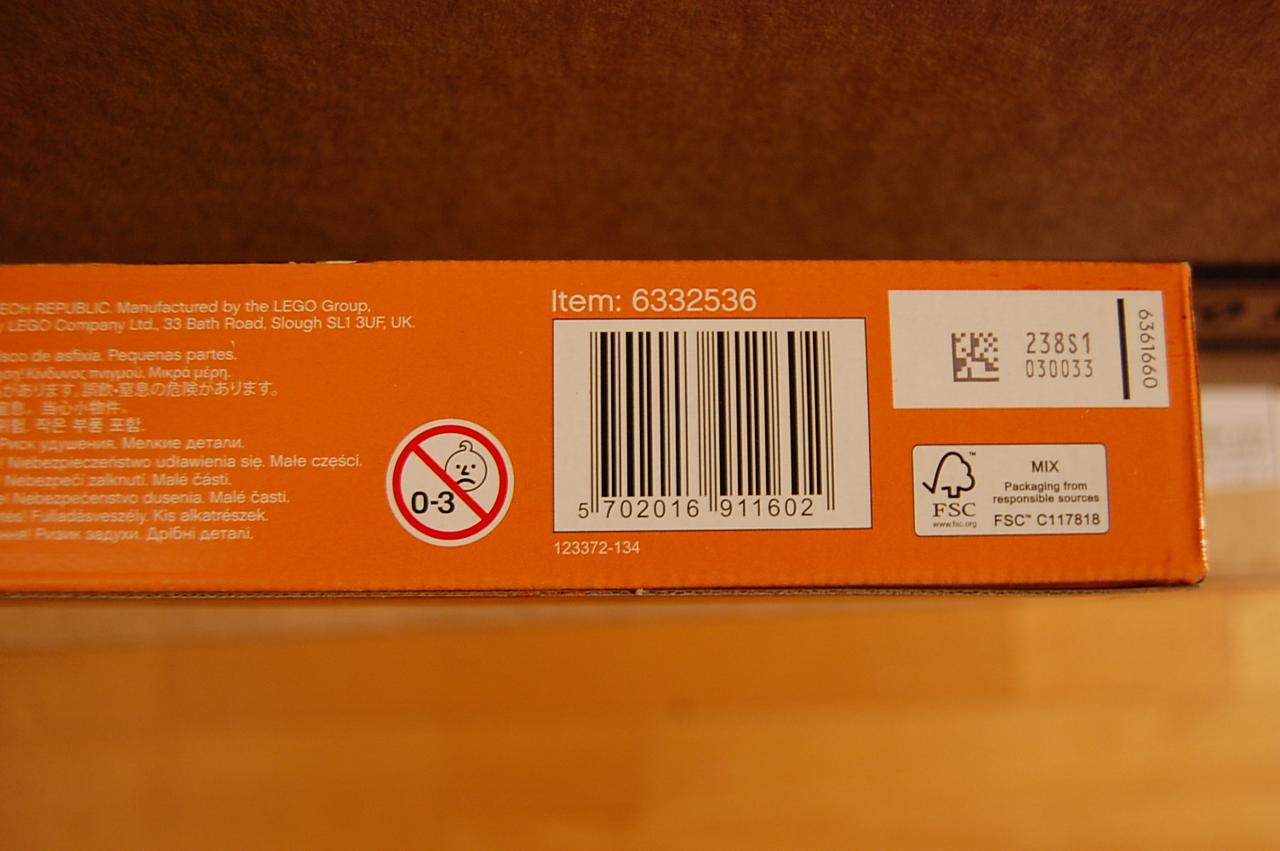 ECH REPUBLIC. Manufactured by the LEGO Group,
y LEGO Company Ltd., 33 Bath Road, Slough SL1 3UF, UK.
isco de asfixia. Pequenas partes.
Κίνδυνος πνιγμού. Μικρά μέρη.
があります。誤飲・窒息の危険があります。
当心小物件。
위험. 작은 부품 포함.
Риск удушения. Мелкие детали.
! Niebezpieczeństwo udławienia się. Małe części.
! Nebezpečí zalknutí. Malé části.
! Nebezpečenstvo dusenia. Malé časti.
Fulladásveszély. Kis alkatrészek.
Ризик задухи. Дрібні деталі.
0-3
Item: 6332536
5 702016 911602
123372-134
238S1
030033
6361660
FSC™
www.fsc.org
MIX
Packaging from
responsible sources
FSC™ C117818